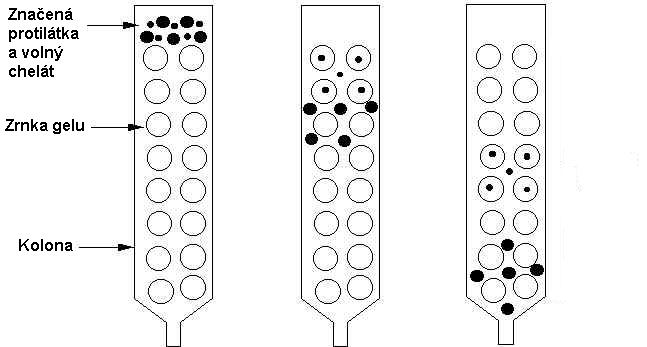 Značená
protilátka
a volný
chelát
Zrnka gelu
Kolona